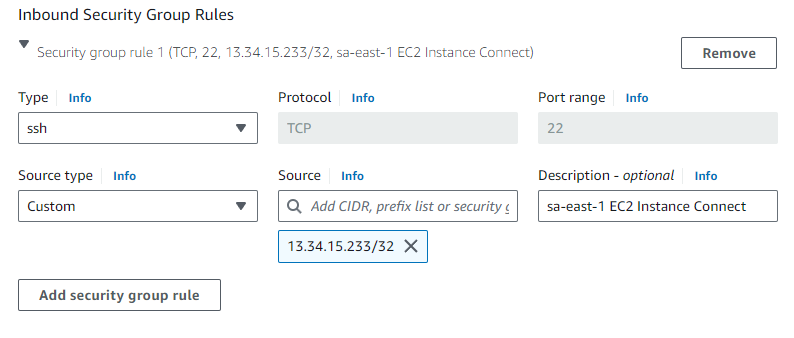 Inbound Security Group Rules
Security group rule 1 (TCP, 22, 13.34.15.233/32, sa-east-1 EC2 Instance Connect)
Remove
Type Info Protocol Info Port range Info
ssh TCP 22
Source type Info Source Info Description - optional Info
Custom Add CIDR, prefix list or security g sa-east-1 EC2 Instance Connect
13.34.15.233/32
Add security group rule